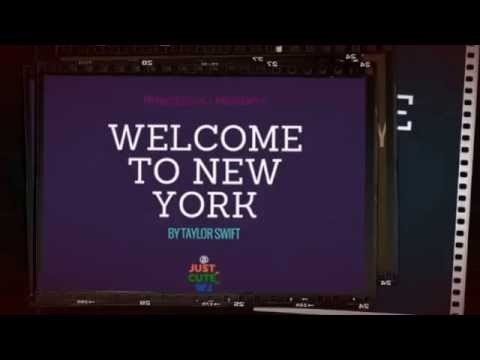 WELCOME
TO NEW
YORK
BY TAYLOR SWIFT
JUST
CUTE